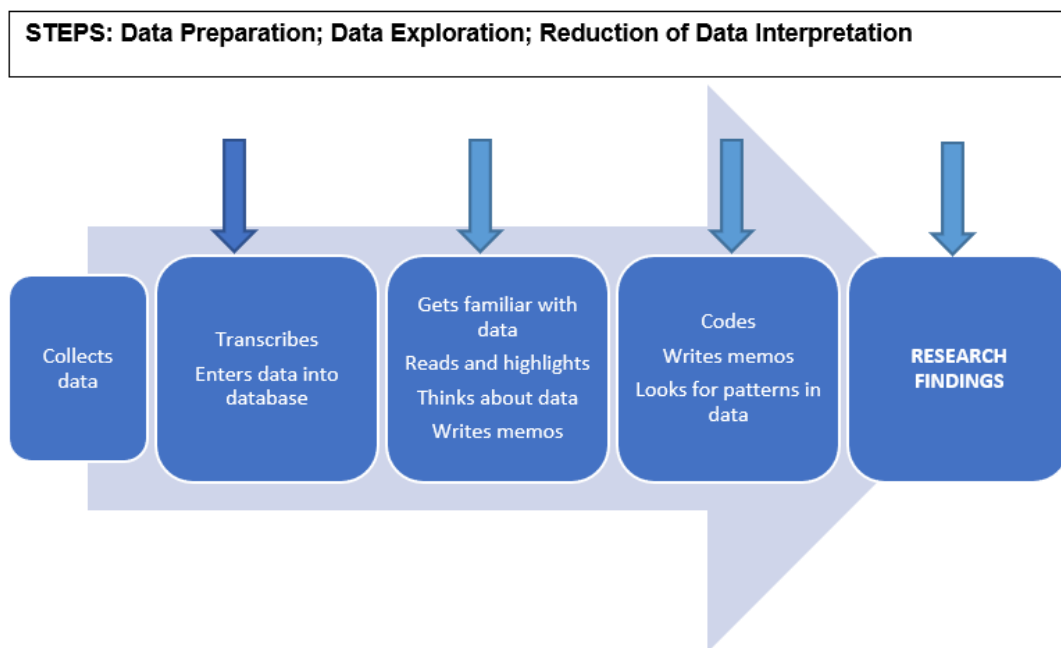 STEPS: Data Preparation; Data Exploration; Reduction of Data Interpretation
Collects
data
Transcribes
Enters data into
database
Gets familiar with
data
Reads and highlights
Thinks about data
Writes memos
Codes
Writes memos
Looks for patterns in
data
RESEARCH
FINDINGS